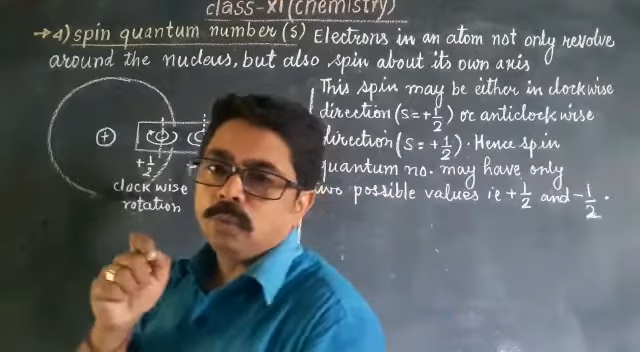 class-XI (chemistry)
→4) spin quantum number (s) Electrons in an atom not only revolve
around the nucleus, but also spin about its own axis
This spin may be either in clockwise
direction (s=+1/2) or anticlockwise
direction (s=+1/2). Hence spin
quantum no. may have only
two possible values ie +1/2 and -1/2.
+
+1/2
clockwise
rotation